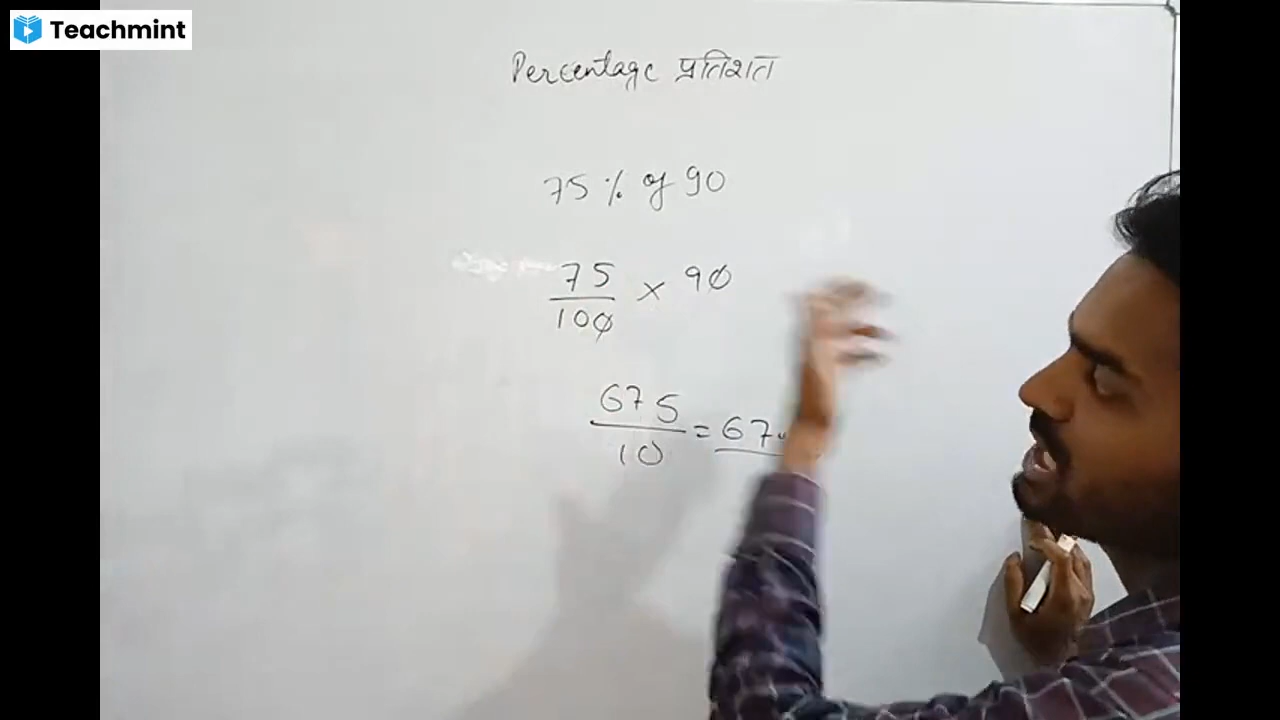 Teachmint
Percentage प्रतिशत
75 % of 90
75
100
× 90
675
10
= 67